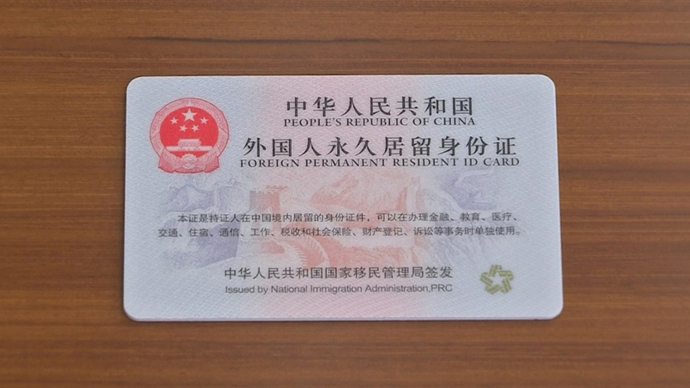 中华人民共和国
PEOPLE'S REPUBLIC OF CHINA
外国人永久居留身份证
FOREIGN PERMANENT RESIDENT ID CARD
本证是持证人在中国境内居留的身份证件，可以在办理金融、教育、医疗、
交通、住宿、通信、工作、税收和社会保险、财产登记、诉讼等事务时单独使用。
中华人民共和国国家移民管理局签发
Issued by National Immigration Administration,PRC